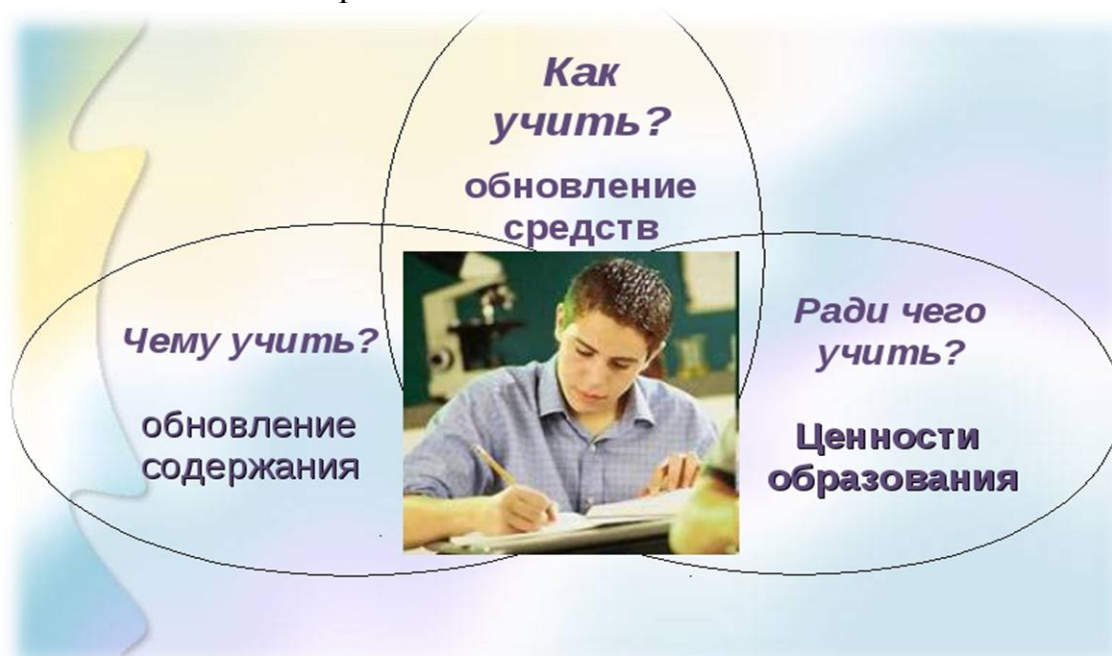 Как
учить?
обновление
средств
Чему учить?
обновление
содержания
Ради чего
учить?
Ценности
образования